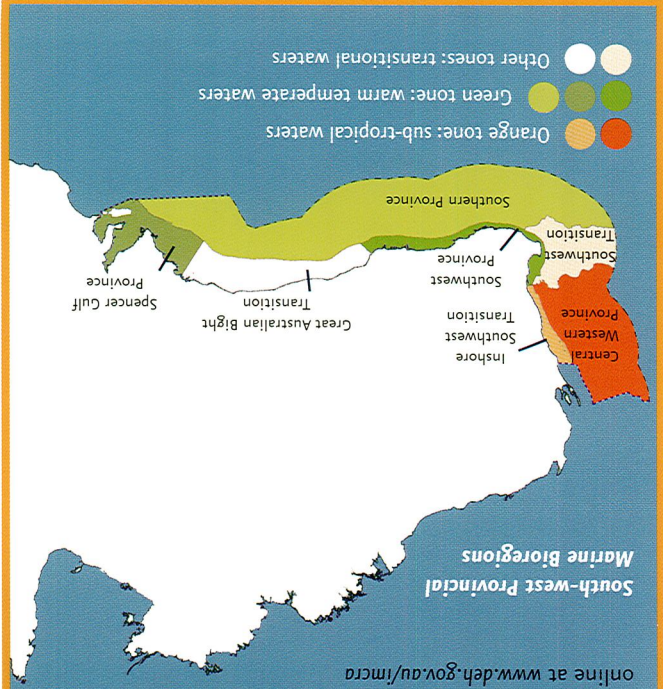 online at www.deh.gov.au/imcra
South-west Provincial
Marine Bioregions
Central
Western
Province
Inshore
Southwest
Transition
Great Australian Bight
Transition
Spencer Gulf
Province
Southwest
Transition
Southwest
Province
Southern Province
Orange tone: sub-tropical waters
Green tone: warm temperate waters
Other tones: transitional waters